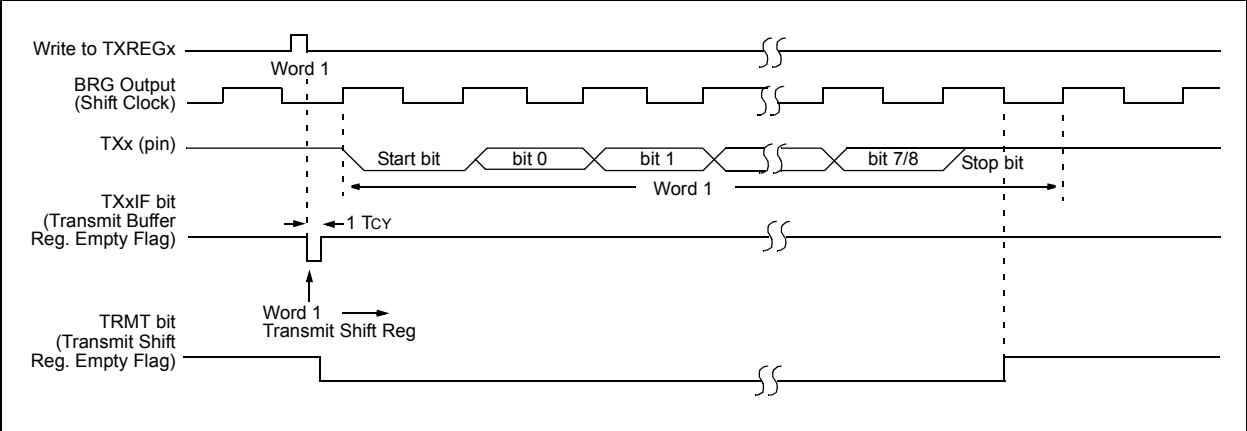 Write to TXREGx
Word 1
BRG Output
(Shift Clock)
TXx (pin)
Start bit
bit 0
bit 1
bit 7/8
Stop bit
Word 1
TXxIF bit
(Transmit Buffer
Reg. Empty Flag)
1 TCY
Word 1
Transmit Shift Reg
TRMT bit
(Transmit Shift
Reg. Empty Flag)